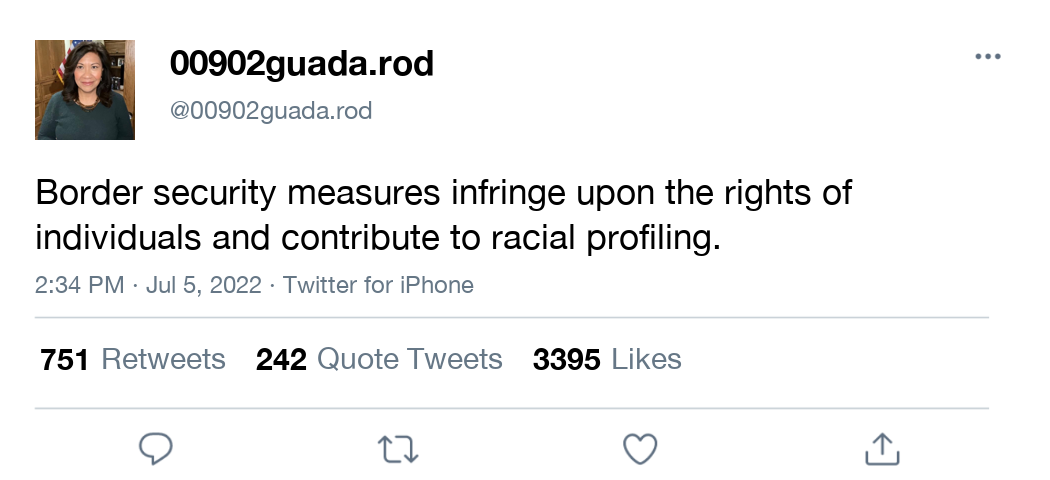 00902guada.rod
@00902guada.rod
Border security measures infringe upon the rights of
individuals and contribute to racial profiling.
2:34 PM · Jul 5, 2022 · Twitter for iPhone
751 Retweets 242 Quote Tweets 3395 Likes